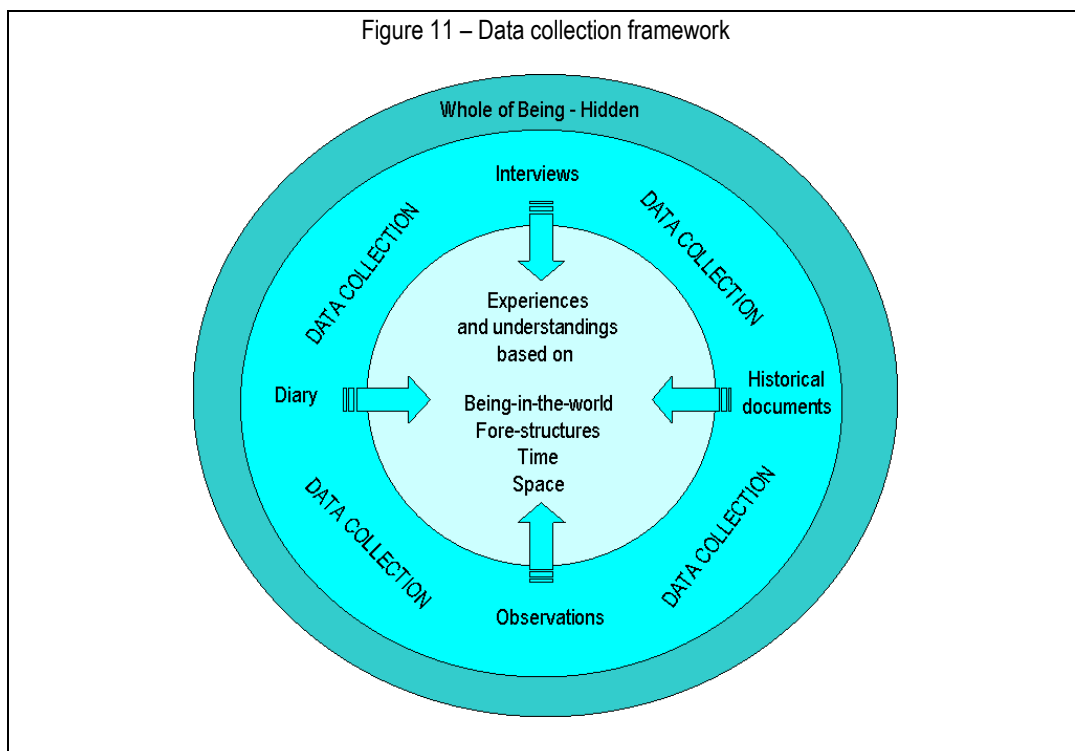 Figure 11 – Data collection framework
Whole of Being - Hidden
Interviews
DATA COLLECTION
DATA COLLECTION
Experiences
and understandings
based on
Diary
Historical
documents
Being-in-the-world
Fore-structures
Time
Space
DATA COLLECTION
DATA COLLECTION
Observations